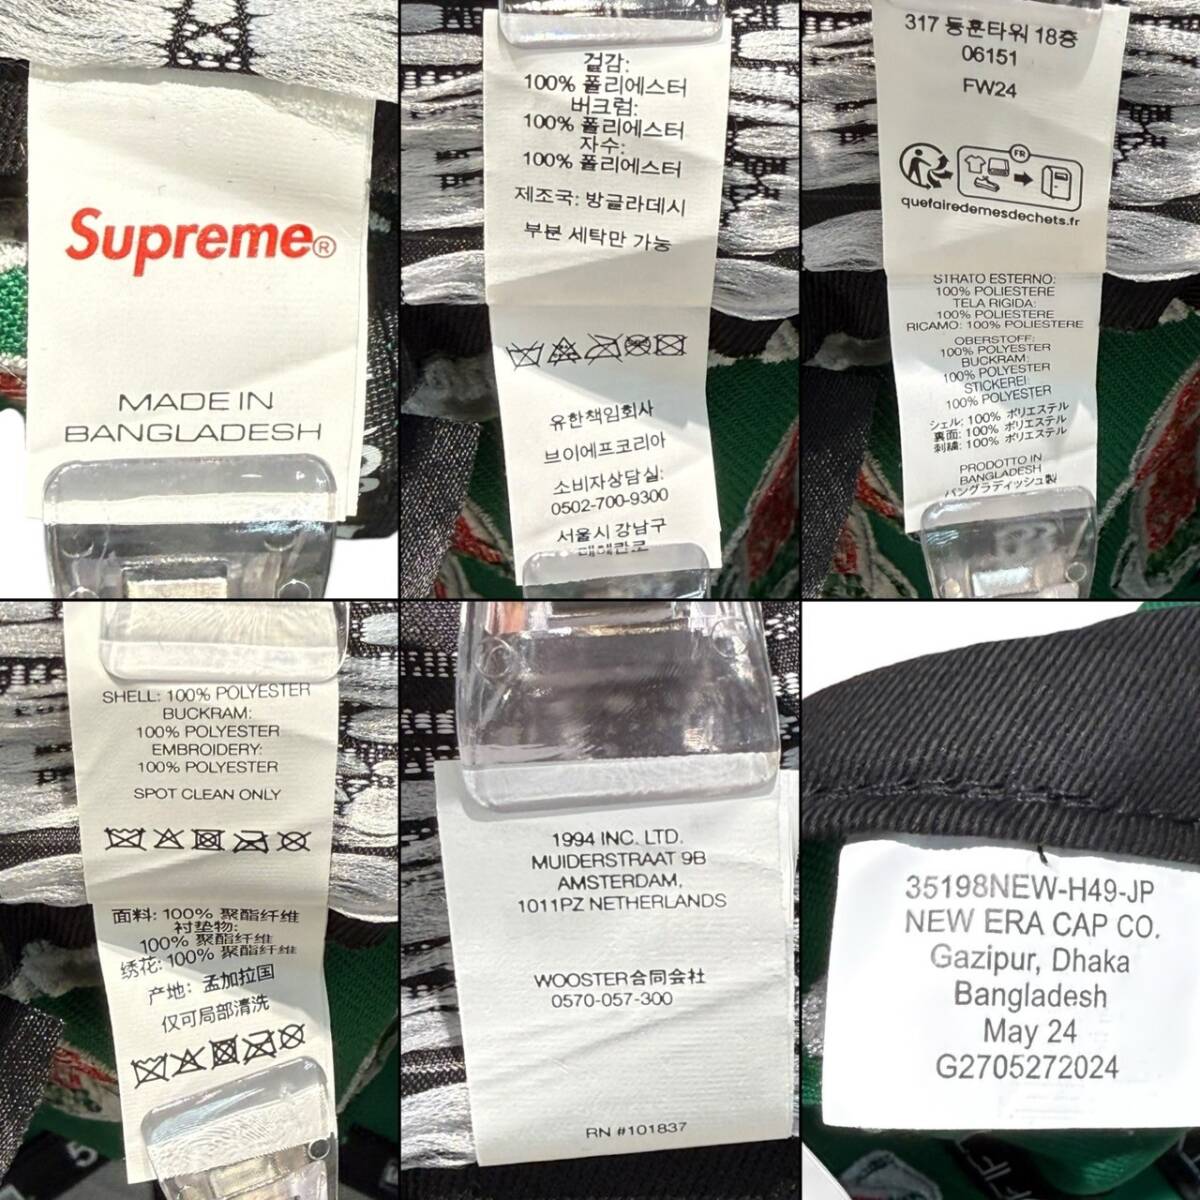 Supreme®
MADE IN
BANGLADESH
겉감:
100% 폴리에스터
버크럼:
100% 폴리에스터
자수:
100% 폴리에스터
제조국: 방글라데시
부분 세탁만 가능
유한책임회사
브이에프코리아
소비자상담실:
0502-700-9300
서울시 강남구
테헤란로
317 동훈타워 18층
06151
FW24
FR
quefairedemesdechets.fr
STRATO ESTERNO:
100% POLIESTERE
TELA RIGIDA:
100% POLIESTERE
RICAMO: 100% POLIESTERE
OBERSTOFF:
100% POLYESTER
BUCKRAM:
100% POLYESTER
STICKEREI:
100% POLYESTER
シェル: 100% ポリエステル
裏面: 100% ポリエステル
刺繍: 100% ポリエステル
PRODOTTO IN
BANGLADESH
バングラディッシュ製
SHELL: 100% POLYESTER
BUCKRAM:
100% POLYESTER
EMBROIDERY:
100% POLYESTER
SPOT CLEAN ONLY
面料: 100% 聚酯纤维
衬垫物:
100% 聚酯纤维
绣花: 100% 聚酯纤维
产地: 孟加拉国
仅可局部清洗
1994 INC. LTD.
MUIDERSTRAAT 9B
AMSTERDAM,
1011PZ NETHERLANDS
WOOSTER合同会社
0570-057-300
RN #101837
35198NEW-H49-JP
NEW ERA CAP CO.
Gazipur, Dhaka
Bangladesh
May 24
G2705272024